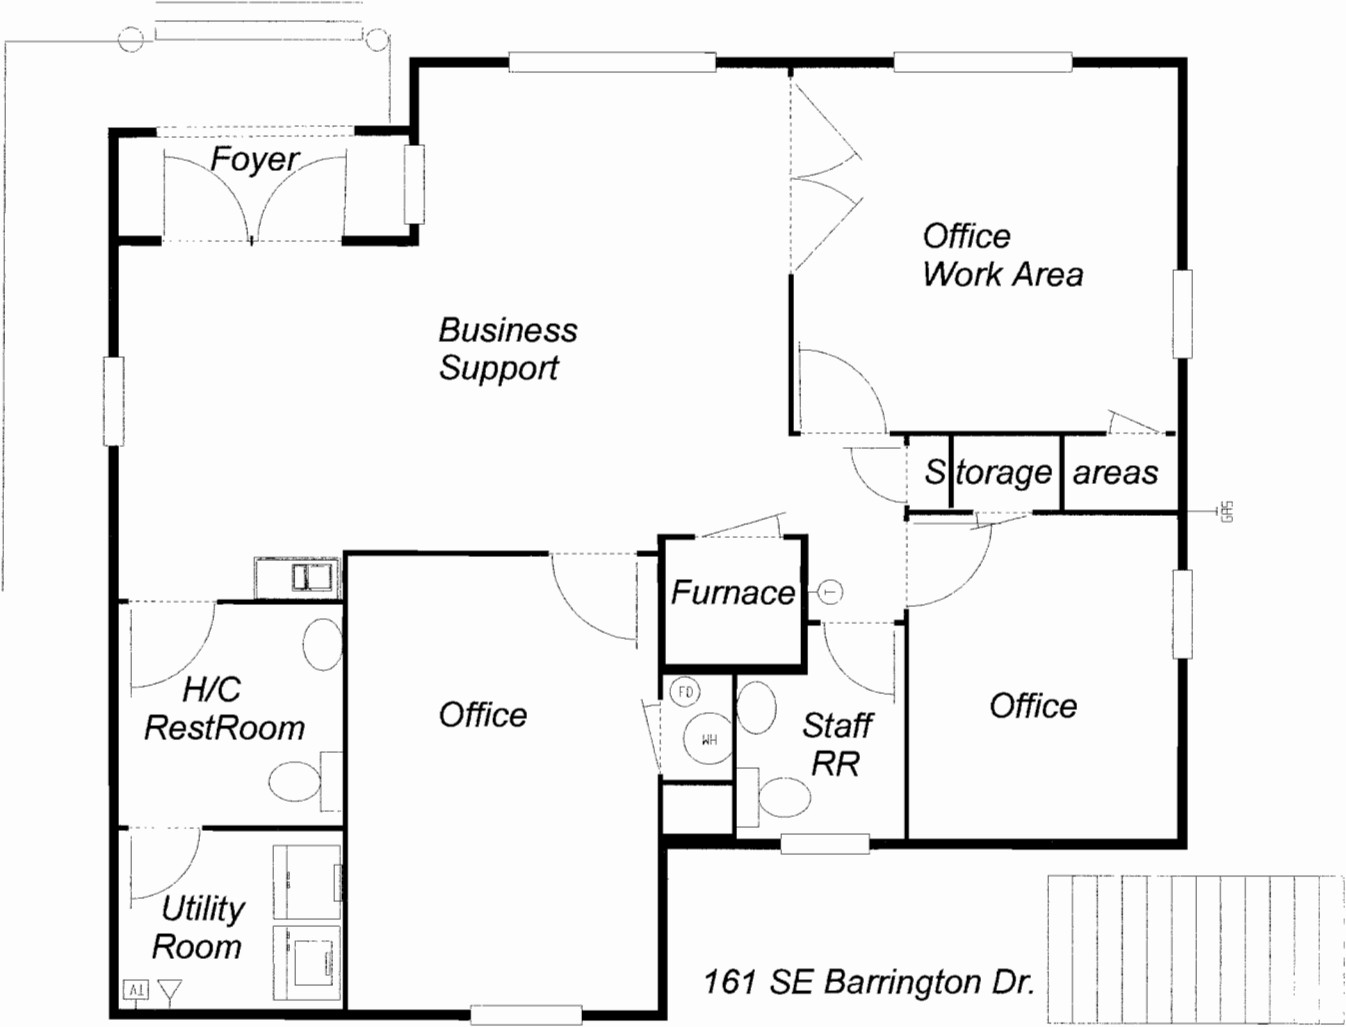 Foyer
Office
Work Area
Business
Support
Storage areas
GAS
Furnace
T
H/C
RestRoom
Office
FD
WH
Staff
RR
Office
Utility
Room
161 SE Barrington Dr.